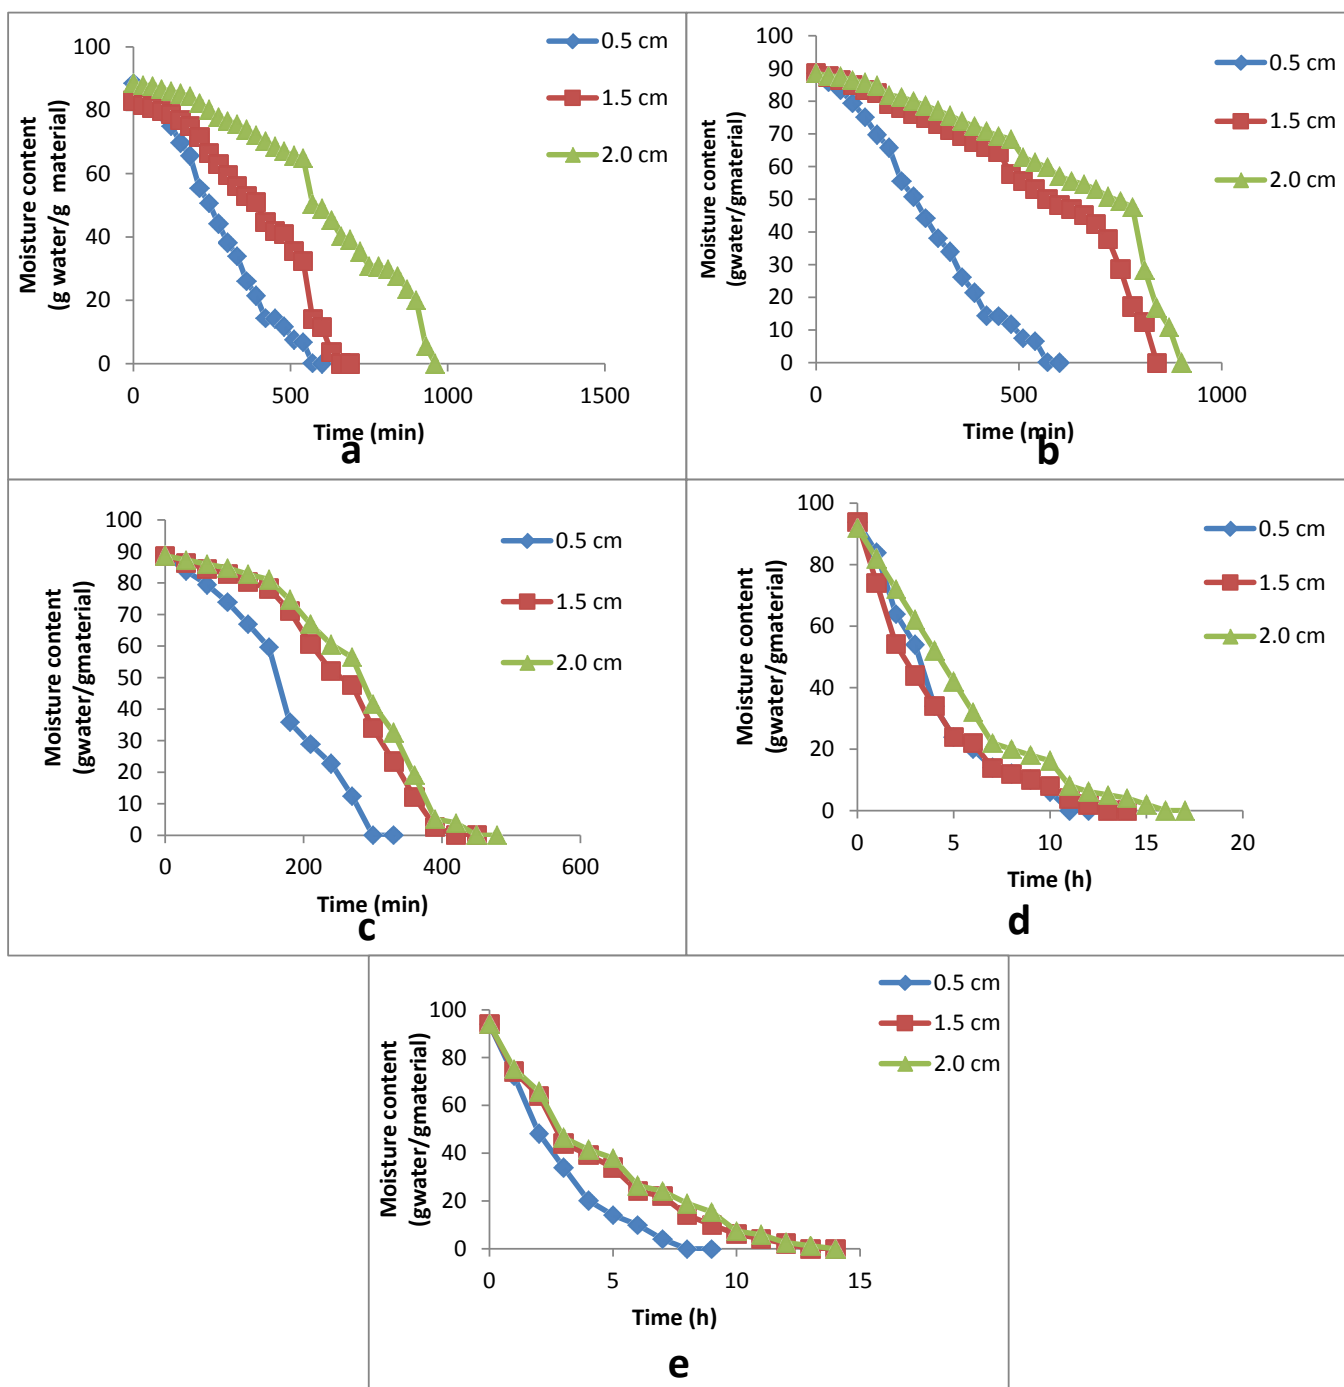 100
80
60
40
20
0
0 500 1000 1500
Moisture content
(g water/g material)
Time (min)
0.5 cm
1.5 cm
2.0 cm
a
100
90
80
70
60
50
40
30
20
10
0
0 500 1000
Moisture content
(gwater/gmaterial)
Time (min)
0.5 cm
1.5 cm
2.0 cm
b
100
90
80
70
60
50
40
30
20
10
0
0 200 400 600
Moisture content
(gwater/gmaterial)
Time (min)
0.5 cm
1.5 cm
2.0 cm
c
100
80
60
40
20
0
0 5 10 15 20
Moisture content
(gwater/gmaterial)
Time (h)
0.5 cm
1.5 cm
2.0 cm
d
100
80
60
40
20
0
0 5 10 15
Moisture content
(gwater/gmaterial)
Time (h)
0.5 cm
1.5 cm
2.0 cm
e